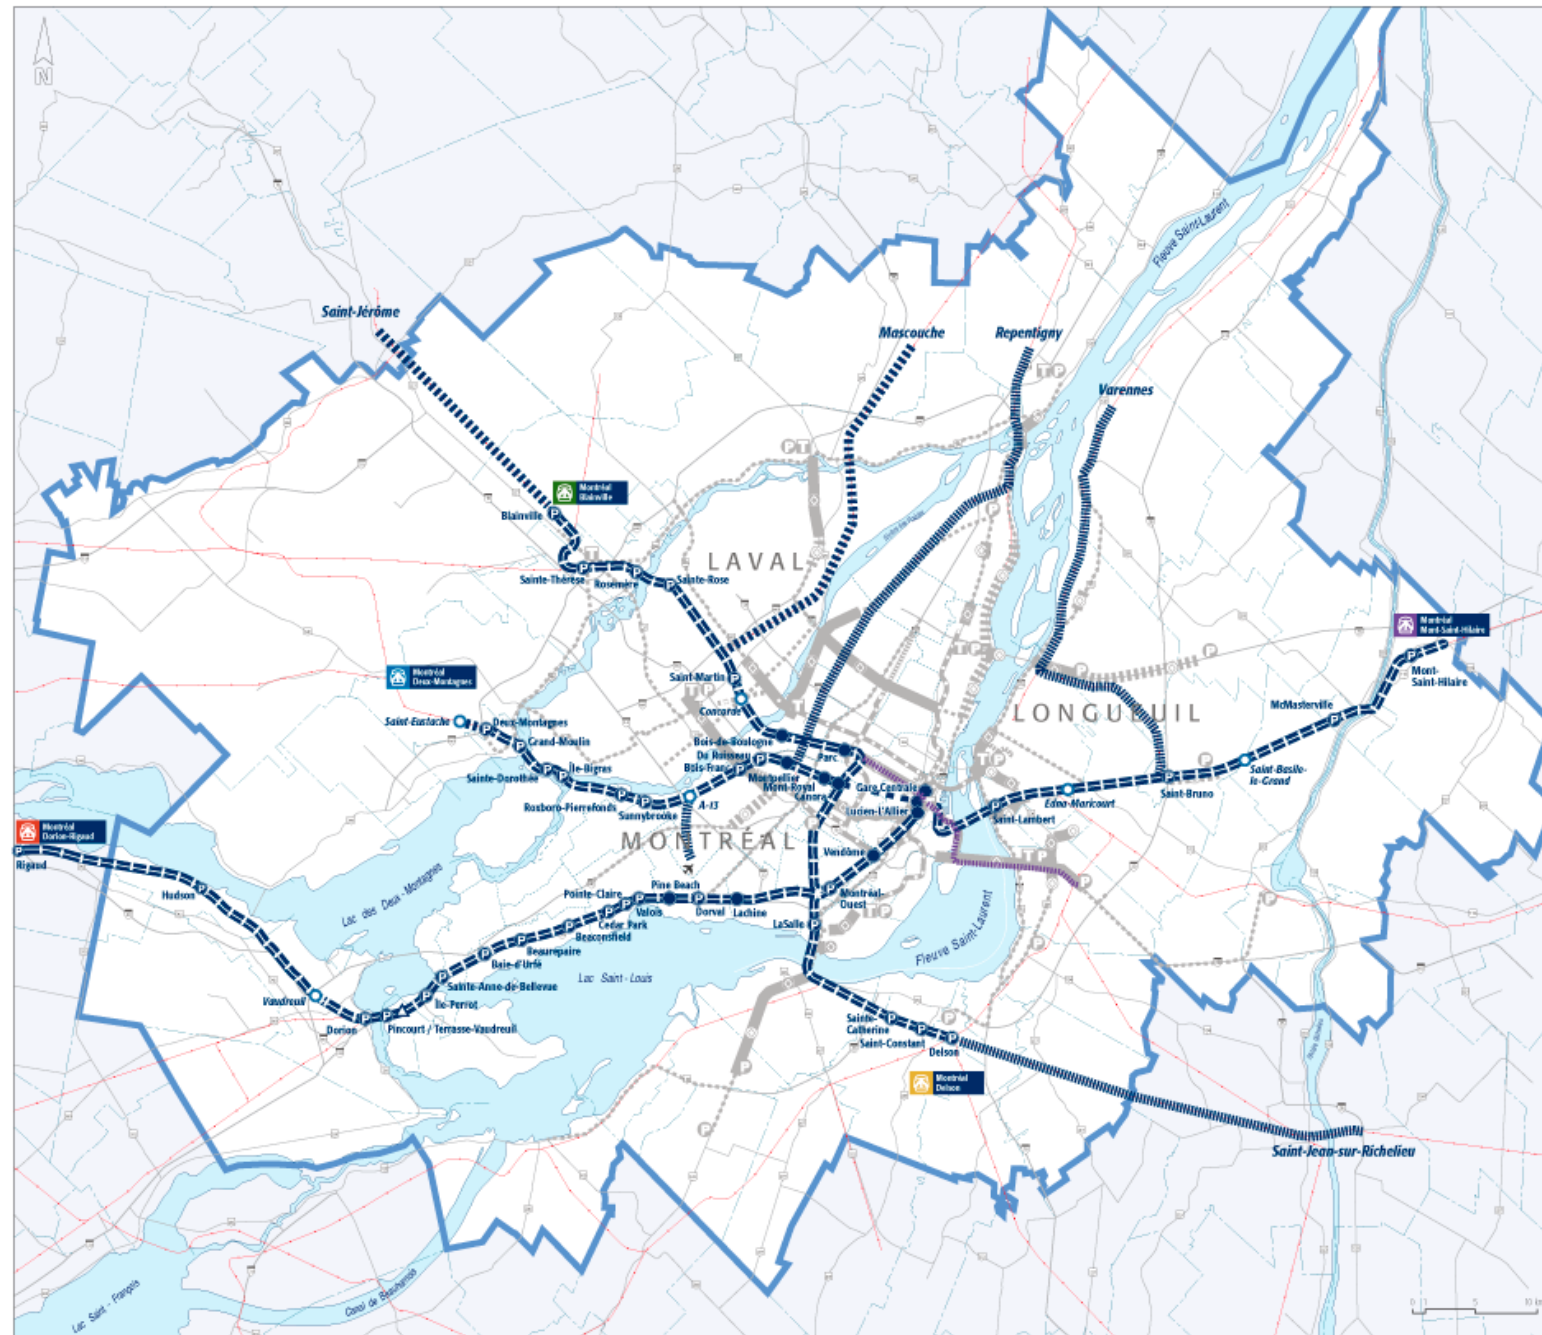 N
Fleuve Saint-Laurent
Saint-Jérôme
Mascouche
Repentigny
Varennes
P T
T P
Montréal
Blainville
Blainville
LAVAL
Sainte-Thérèse
Rosemère
Sainte-Rose
Montréal
Mont-Saint-Hilaire
Mont-
Saint-Hilaire
McMasterville
Saint-Martin
Concorde
Montréal
Deux-Montagnes
Saint-Eustache
Deux-Montagnes
Grand-Moulin
Île-Bigras
Sainte-Dorothée
Roxboro-Pierrefonds
Sunnybrooke
A-13
LONGUEUIL
Bois-de-Boulogne
Du Ruisseau
Bois-Franc
Parc
Montpellier
Mont-Royal
Canora
Gare Centrale
Lucien-L'Allier
Saint-Basile-
le-Grand
Saint-Bruno
Edna-Maricourt
Saint-Lambert
MONTRÉAL
Vendôme
Montréal
Dorion-Rigaud
Rigaud
Hudson
Lac des Deux-Montagnes
Pointe-Claire
Pine Beach
Valois
Dorval
Lachine
Montréal-
Ouest
Cedar Park
Beaconsfield
LaSalle
Beaurepaire
Baie-d'Urfé
Fleuve Saint-Laurent
Lac Saint-Louis
Sainte-Anne-de-Bellevue
Île-Perrot
Vaudreuil
Dorion
Pincourt / Terrasse-Vaudreuil
Sainte-
Catherine
Saint-Constant
Delson
Montréal
Delson
Saint-Jean-sur-Richelieu
Lac Saint-François
Canal de Beauharnois
0 1 5 10 km